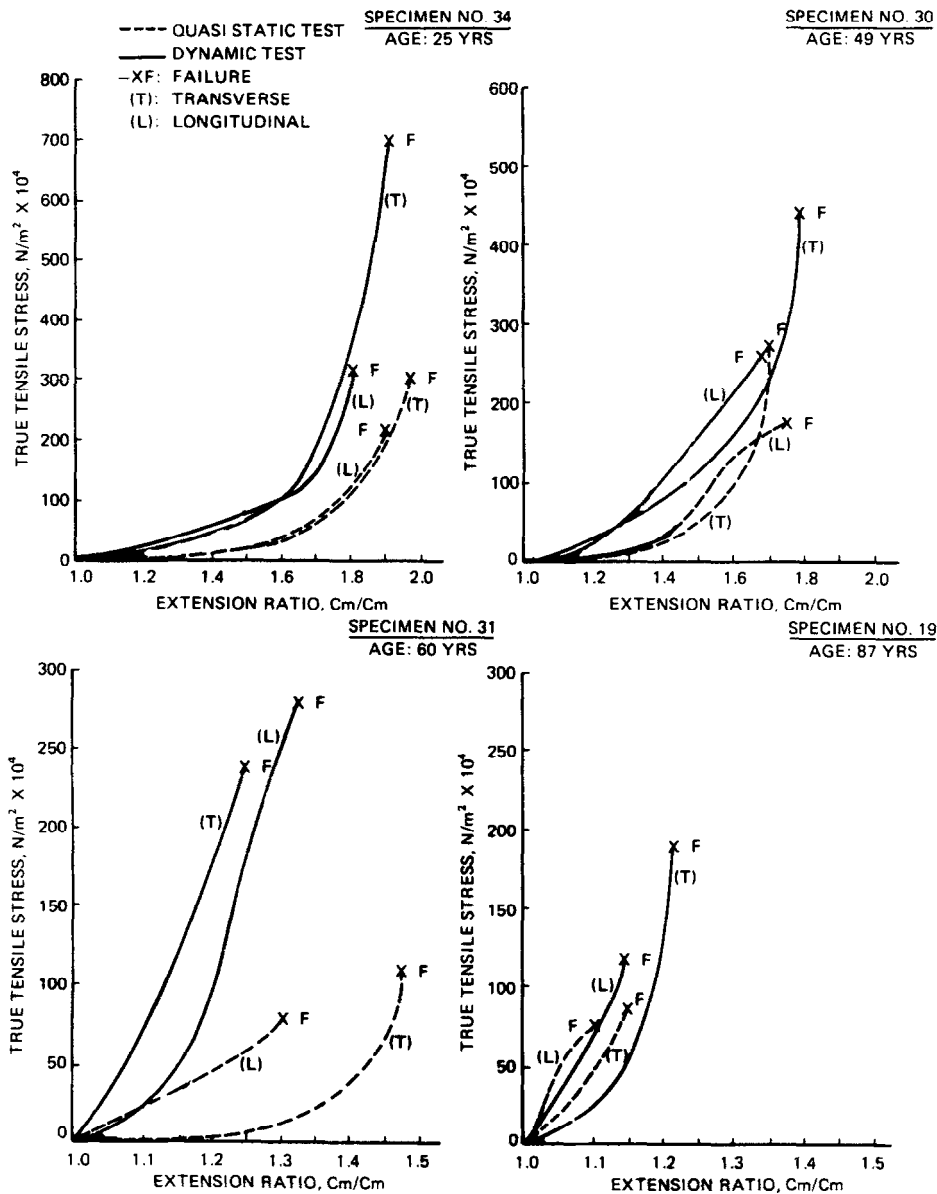 --- QUASI STATIC TEST
— DYNAMIC TEST
–XF: FAILURE
(T): TRANSVERSE
(L): LONGITUDINAL
SPECIMEN NO. 34
AGE: 25 YRS
800
700
600
500
400
300
200
100
0
TRUE TENSILE STRESS, N/m² X 10⁴
X F
(T)
X F
(L)
X F
(T)
F X
(L)
1.0 1.2 1.4 1.6 1.8 2.0
EXTENSION RATIO, Cm/Cm
SPECIMEN NO. 30
AGE: 49 YRS
600
500
400
300
200
100
0
TRUE TENSILE STRESS, N/m² X 10⁴
X F
(T)
F
F X X
(L)
X F
(L)
(T)
1.0 1.2 1.4 1.6 1.8 2.0
EXTENSION RATIO, Cm/Cm
SPECIMEN NO. 31
AGE: 60 YRS
300
250
200
150
100
50
0
TRUE TENSILE STRESS, N/m² X 10⁴
X F
(L)
X F
(T)
X F
X F
(L)
(T)
1.0 1.1 1.2 1.3 1.4 1.5
EXTENSION RATIO, Cm/Cm
SPECIMEN NO. 19
AGE: 87 YRS
300
250
200
150
100
50
0
TRUE TENSILE STRESS, N/m² X 10⁴
X F
(T)
X F
(L)
X F
F X
(L)
(T)
1.0 1.1 1.2 1.3 1.4 1.5
EXTENSION RATIO, Cm/Cm